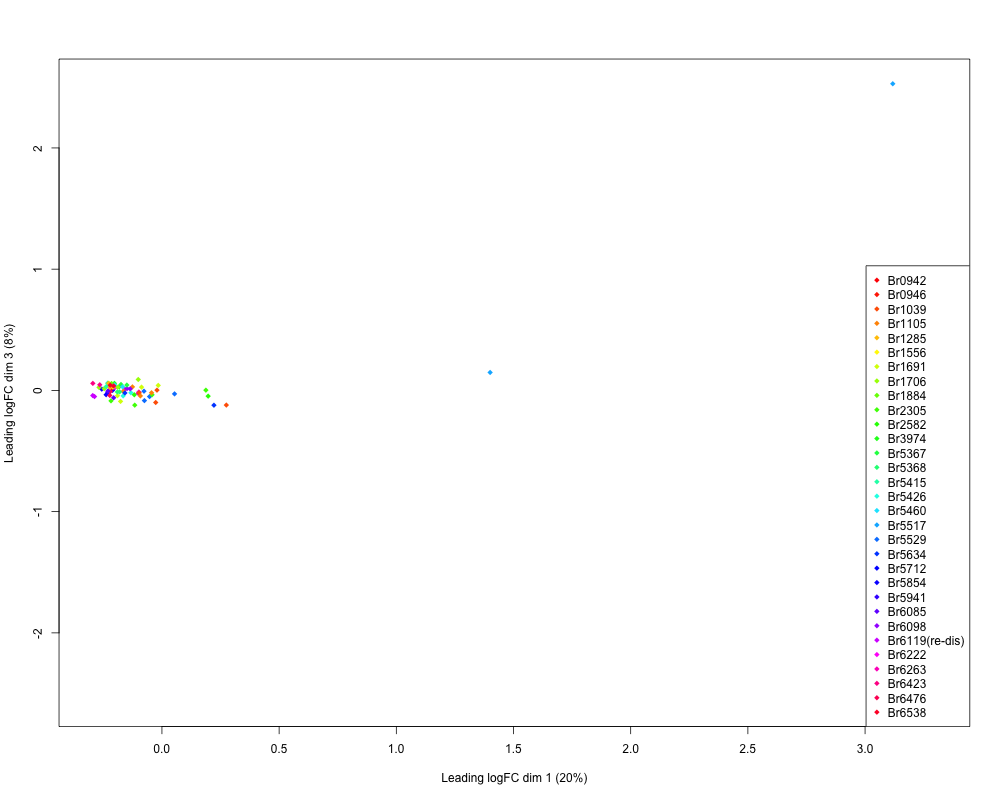 2
1
0
-1
-2
Leading logFC dim 3 (8%)
Br0942
Br0946
Br1039
Br1105
Br1285
Br1556
Br1691
Br1706
Br1884
Br2305
Br2582
Br3974
Br5367
Br5368
Br5415
Br5426
Br5460
Br5517
Br5529
Br5634
Br5712
Br5854
Br5941
Br6085
Br6098
Br6119(re-dis)
Br6222
Br6263
Br6423
Br6476
Br6538
0.0 0.5 1.0 1.5 2.0 2.5 3.0
Leading logFC dim 1 (20%)